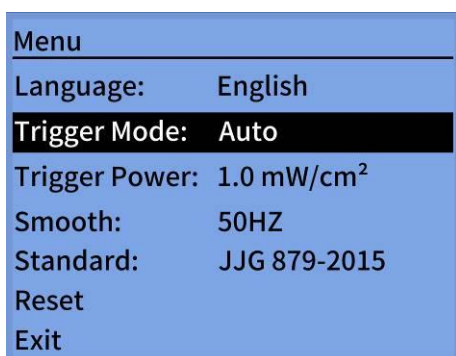 Menu
Language: English
Trigger Mode: Auto
Trigger Power: 1.0 mW/cm²
Smooth: 50HZ
Standard: JJG 879-2015
Reset
Exit